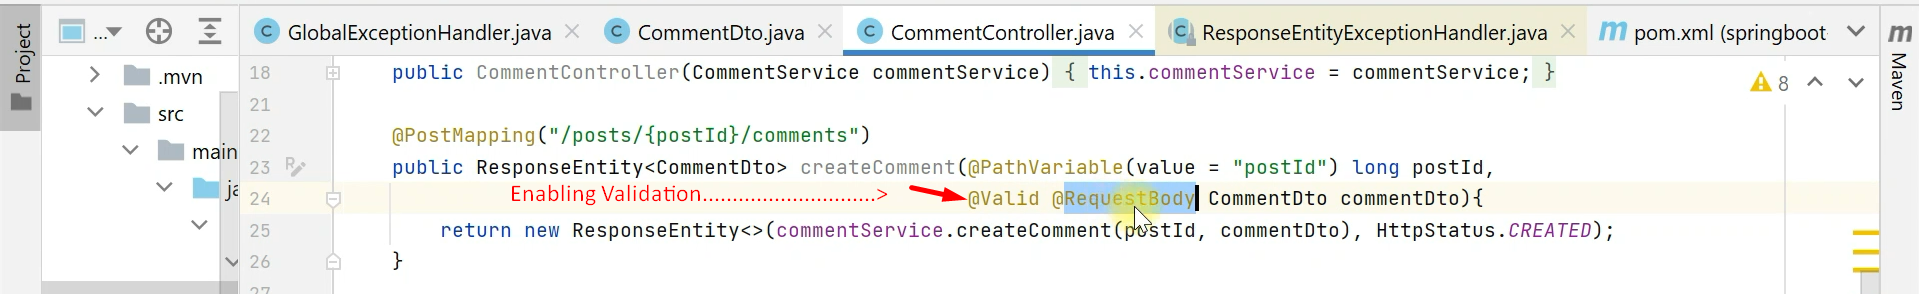 Project
...
GlobalExceptionHandler.java
CommentDto.java
CommentController.java
ResponseEntityExceptionHandler.java
pom.xml (springboot-
m
Maven
.mvn
src
main
ja
18 public CommentController(CommentService commentService) { this.commentService = commentService; }
21
22 @PostMapping("/posts/{postId}/comments")
23 public ResponseEntity<CommentDto> createComment(@PathVariable(value = "postId") long postId,
Enabling Validation.............................>
24 @Valid @RequestBody CommentDto commentDto){
25 return new ResponseEntity<>(commentService.createComment(postId, commentDto), HttpStatus.CREATED);
26 }
27
8